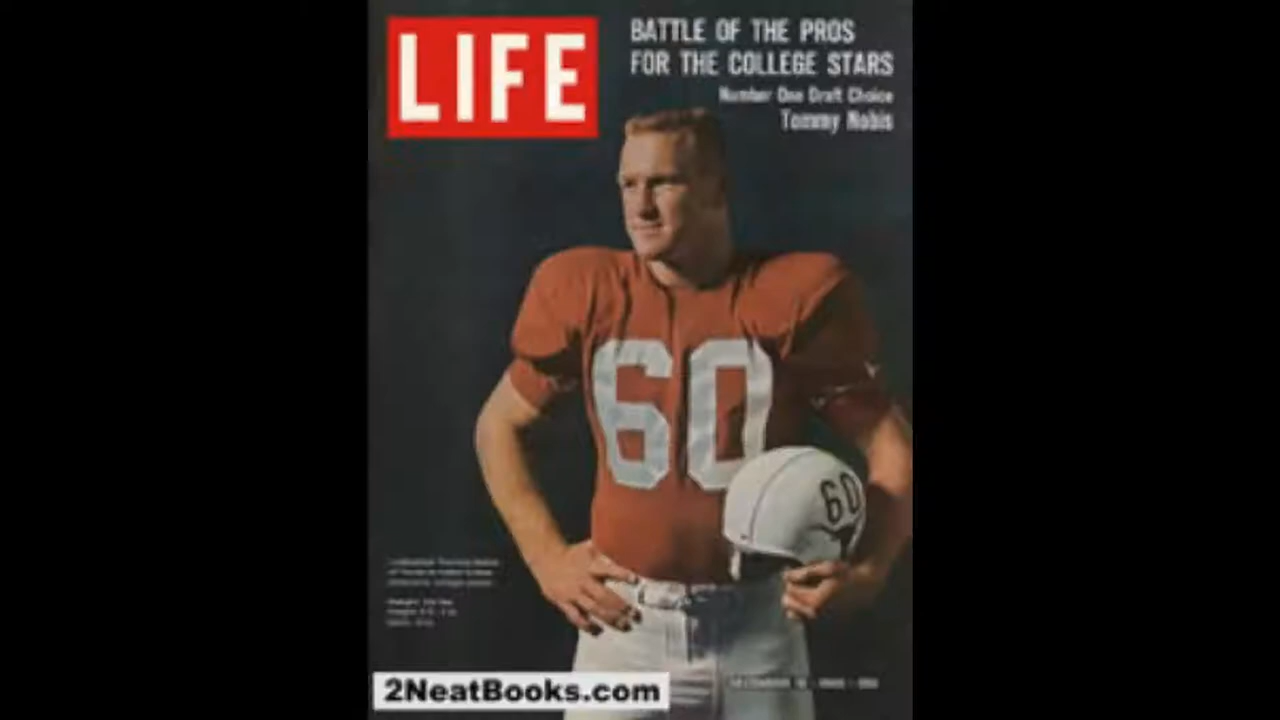 LIFE
BATTLE OF THE PROS
FOR THE COLLEGE STARS
Number One Draft Choice
Tommy Nobis
60
60
2NeatBooks.com